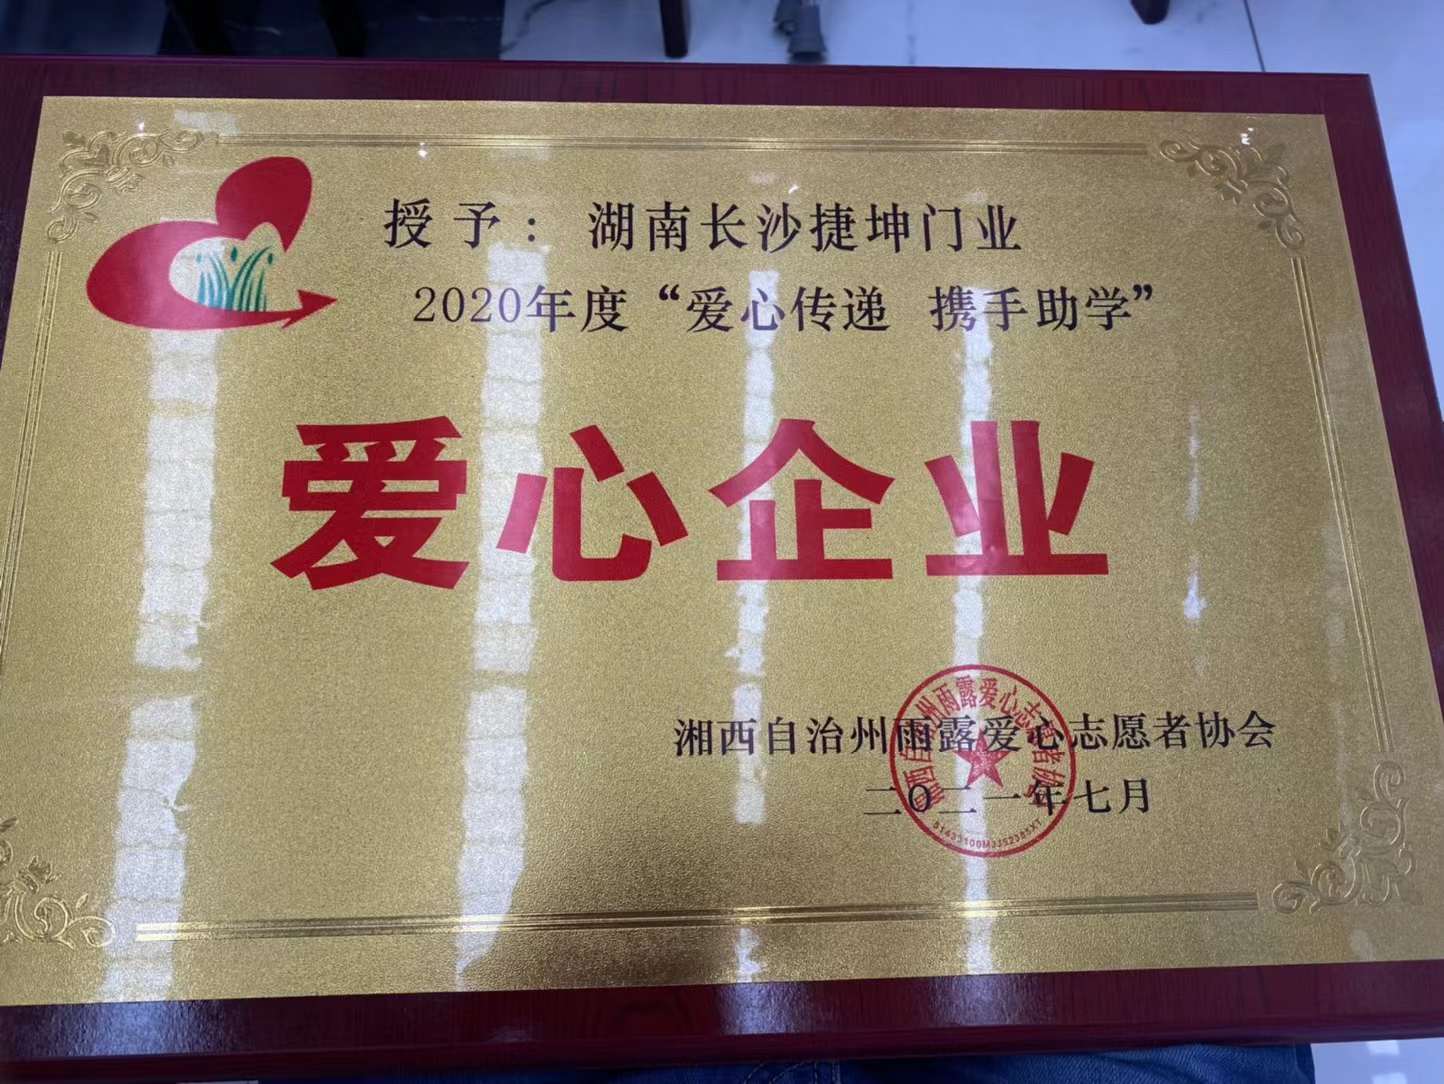 授予： 湖南长沙捷坤门业
2020年度“爱心传递 携手助学”
爱心企业
湘西自治州雨露爱心志愿者协会
二〇二一年七月